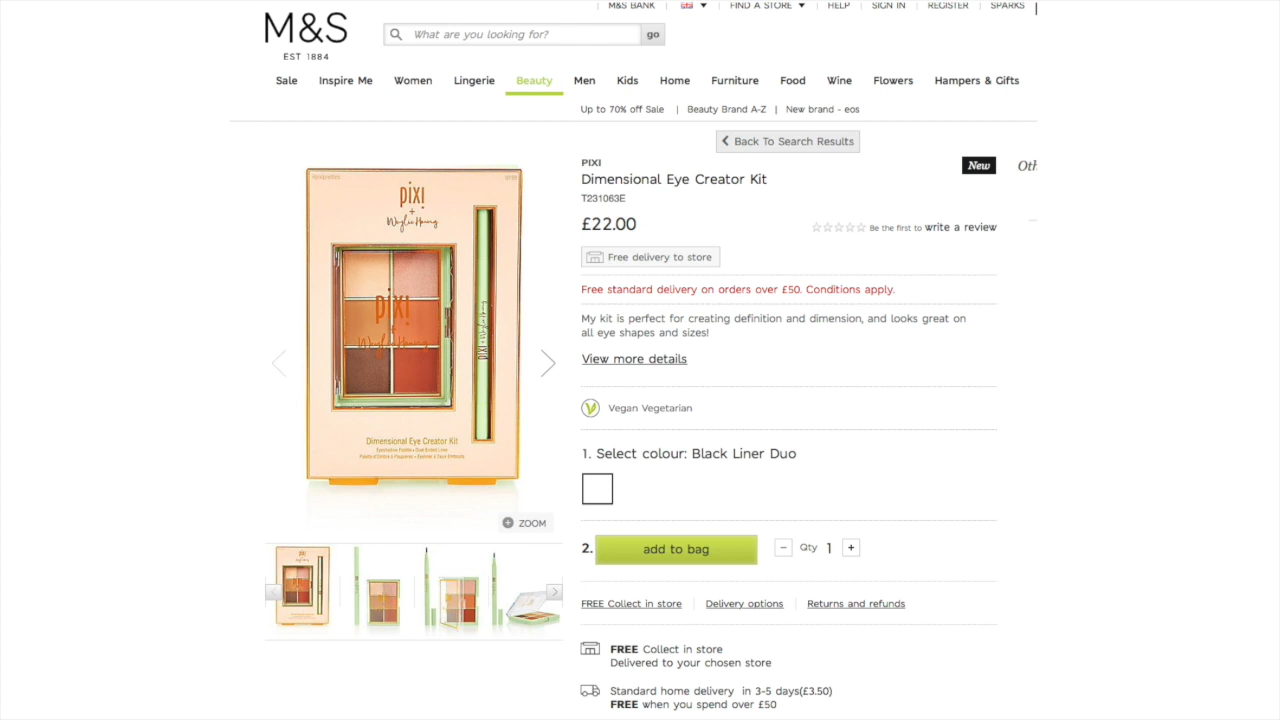 M&S BANK
FIND A STORE
HELP
SIGN IN
REGISTER
SPARKS
M&S
EST 1884
What are you looking for?
go
Sale Inspire Me Women Lingerie Beauty Men Kids Home Furniture Food Wine Flowers Hampers & Gifts
Up to 70% off Sale | Beauty Brand A-Z | New brand - eos
Back To Search Results
PIXI
New
Oth
Dimensional Eye Creator Kit
T231063E
£22.00
Be the first to write a review
Free delivery to store
Free standard delivery on orders over £50. Conditions apply.
My kit is perfect for creating definition and dimension, and looks great on
all eye shapes and sizes!
View more details
Vegan Vegetarian
1. Select colour: Black Liner Duo
2. add to bag
− Qty 1 +
FREE Collect in store
Delivery options
Returns and refunds
FREE Collect in store
Delivered to your chosen store
Standard home delivery in 3-5 days(£3.50)
FREE when you spend over £50
pixi
+
pixi
+
PIXI
Dimensional Eye Creator Kit
ZOOM